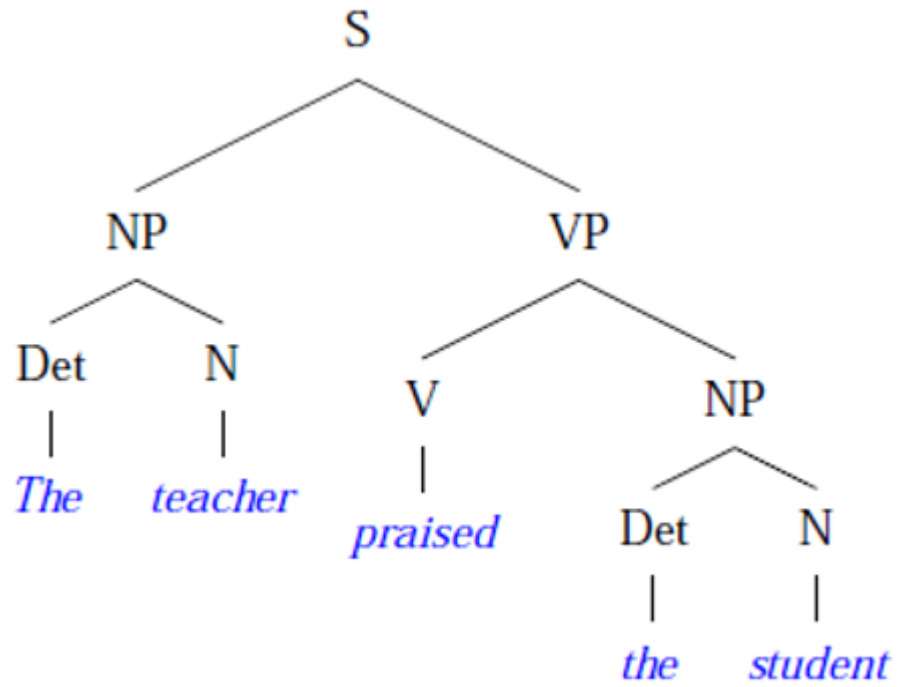 S
NP VP
Det N
V NP
The teacher
praised
Det N
the student